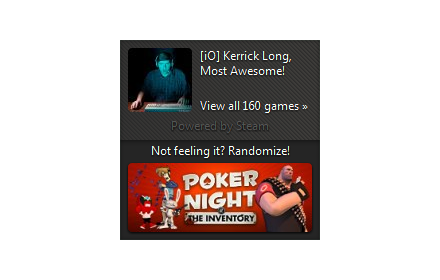 [iO] Kerrick Long,
Most Awesome!
View all 160 games »
Powered by Steam
Not feeling it? Randomize!
POKER
NIGHT
THE INVENTORY